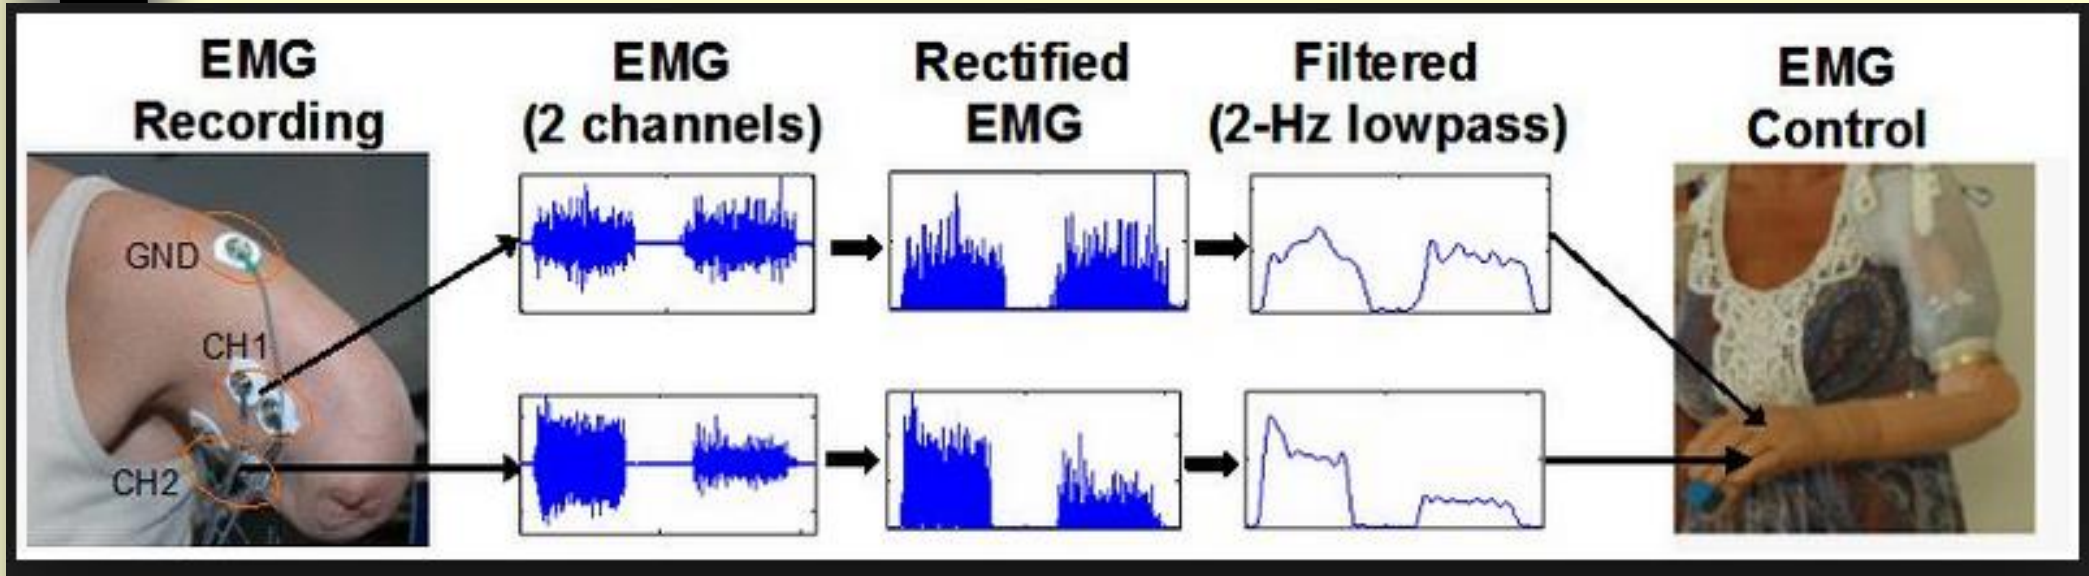 EMG
Recording
EMG
(2 channels)
Rectified
EMG
Filtered
(2-Hz lowpass)
EMG
Control
GND
CH1
CH2